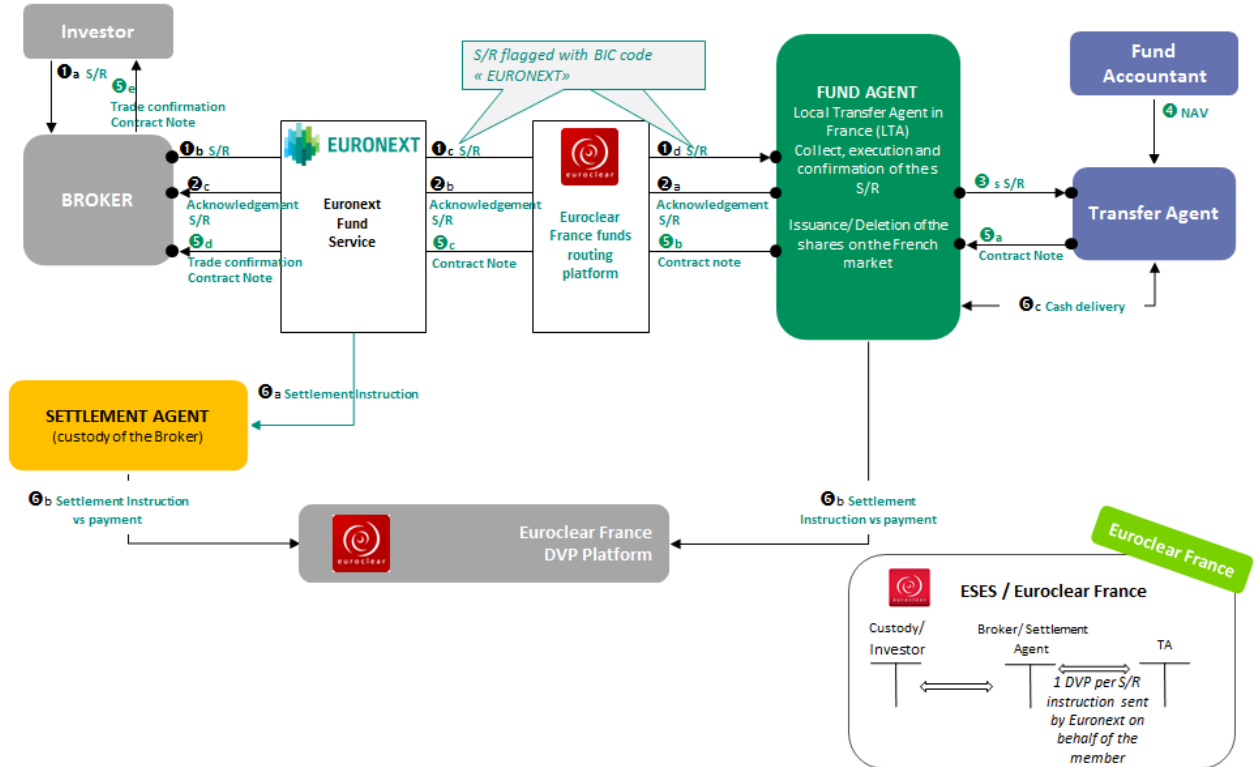 Investor
❶a S/R
❺e
Trade confirmation
Contract Note
BROKER
❶b S/R
❷c
Acknowledgement
S/R
❺d
Trade confirmation
Contract Note
EURONEXT
Euronext
Fund
Service
S/R flagged with BIC code
« EURONEXT»
❶c S/R
❷b
Acknowledgement
S/R
❺c
Contract Note
euroclear
Euroclear
France funds
routing
platform
❶d S/R
❷a
Acknowledgement
S/R
❺b
Contract note
FUND AGENT
Local Transfer Agent in
France (LTA)
Collect, execution and
confirmation of the s
S/R
Issuance/ Deletion of the
shares on the French
market
Fund
Accountant
❹ NAV
❸ s S/R
Transfer Agent
❺a
Contract Note
❻c Cash delivery
❻a Settlement Instruction
SETTLEMENT AGENT
(custody of the Broker)
❻b Settlement Instruction
vs payment
euroclear
Euroclear France
DVP Platform
❻b Settlement
Instruction vs payment
Euroclear France
euroclear
ESES / Euroclear France
Custody/
Investor
Broker/ Settlement
Agent
TA
1 DVP per S/R
instruction sent
by Euronext on
behalf of the
member